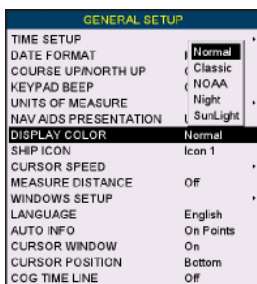 GENERAL SETUP
TIME SETUP
DATE FORMAT
COURSE UP/NORTH UP
KEYPAD BEEP
UNITS OF MEASURE
NAV AIDS PRESENTATION
Normal
Classic
NOAA
Night
SunLight
DISPLAY COLOR Normal
SHIP ICON Icon 1
CURSOR SPEED
MEASURE DISTANCE Off
WINDOWS SETUP
LANGUAGE English
AUTO INFO On Points
CURSOR WINDOW On
CURSOR POSITION Bottom
COG TIME LINE Off